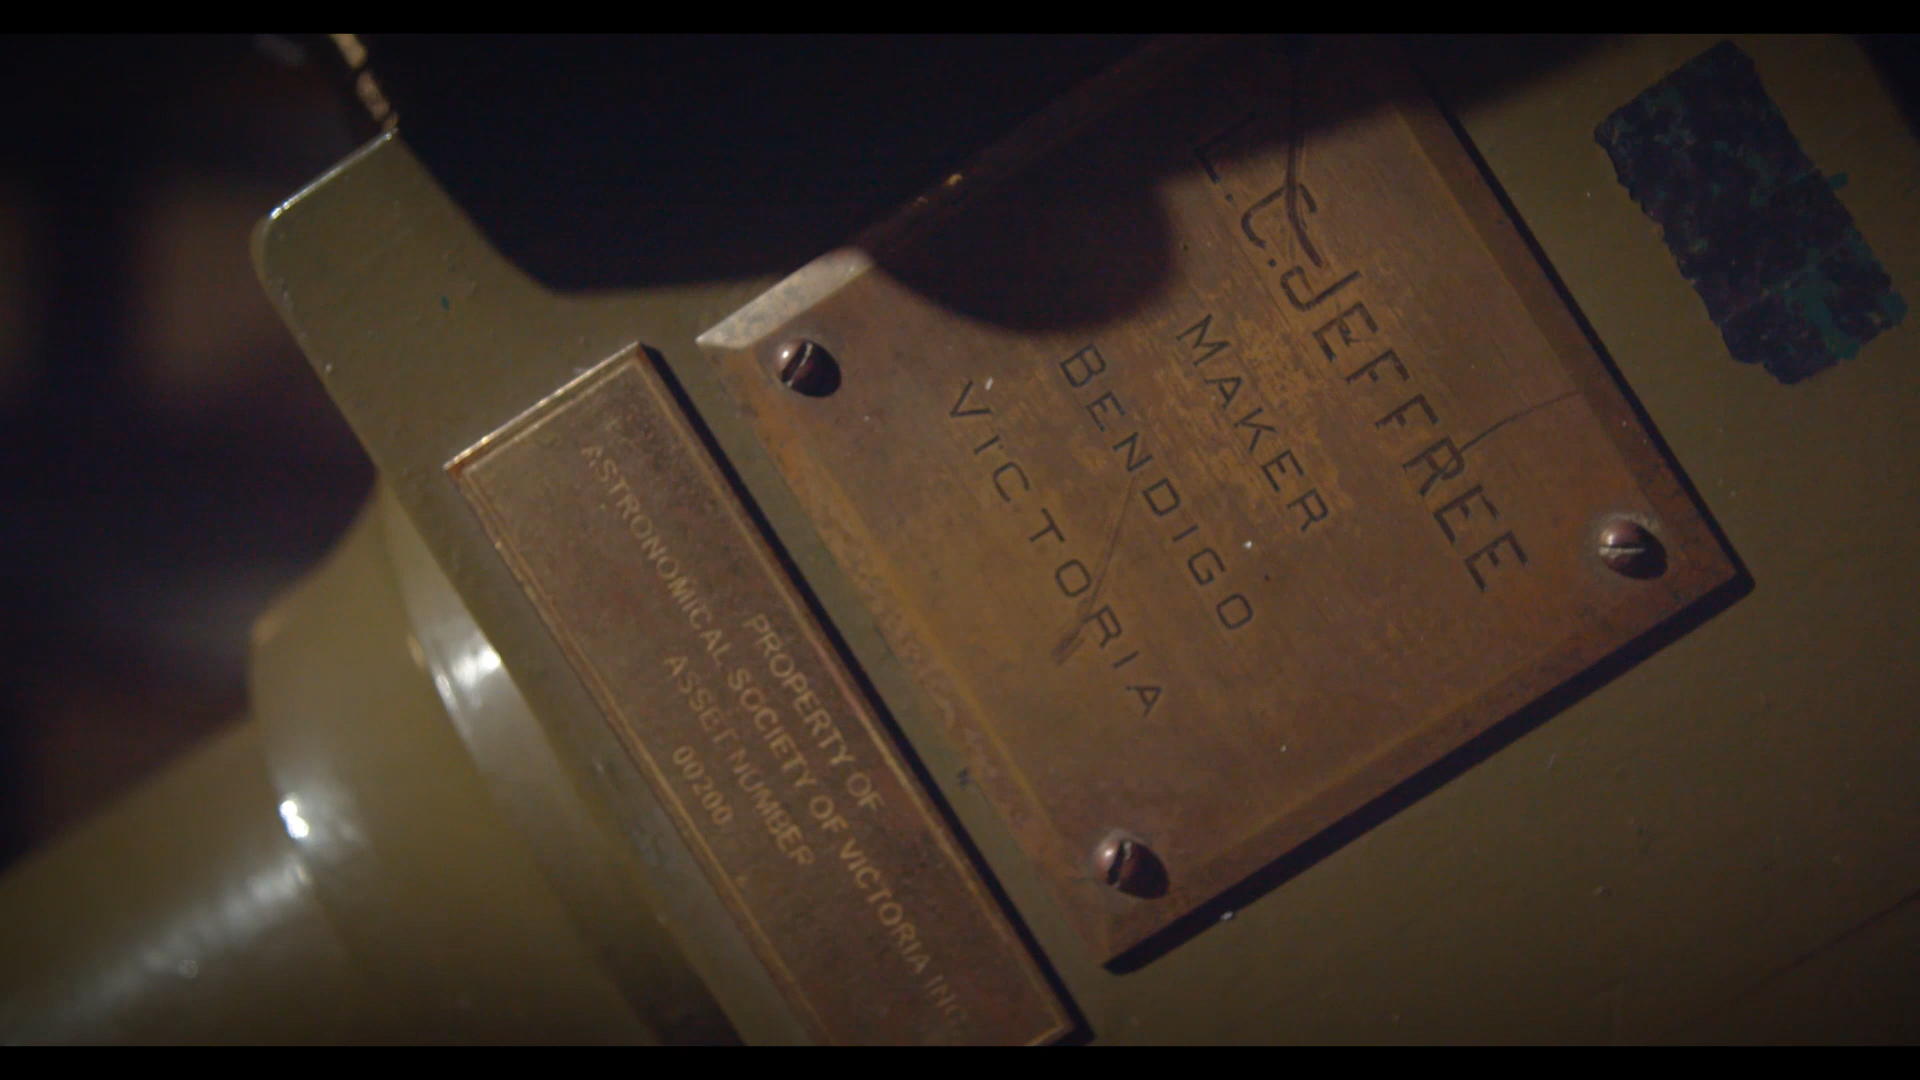 L.C. JEFFREE
MAKER
BENDIGO
VICTORIA
PROPERTY OF
ASTRONOMICAL SOCIETY OF VICTORIA INC.
ASSET NUMBER
00200